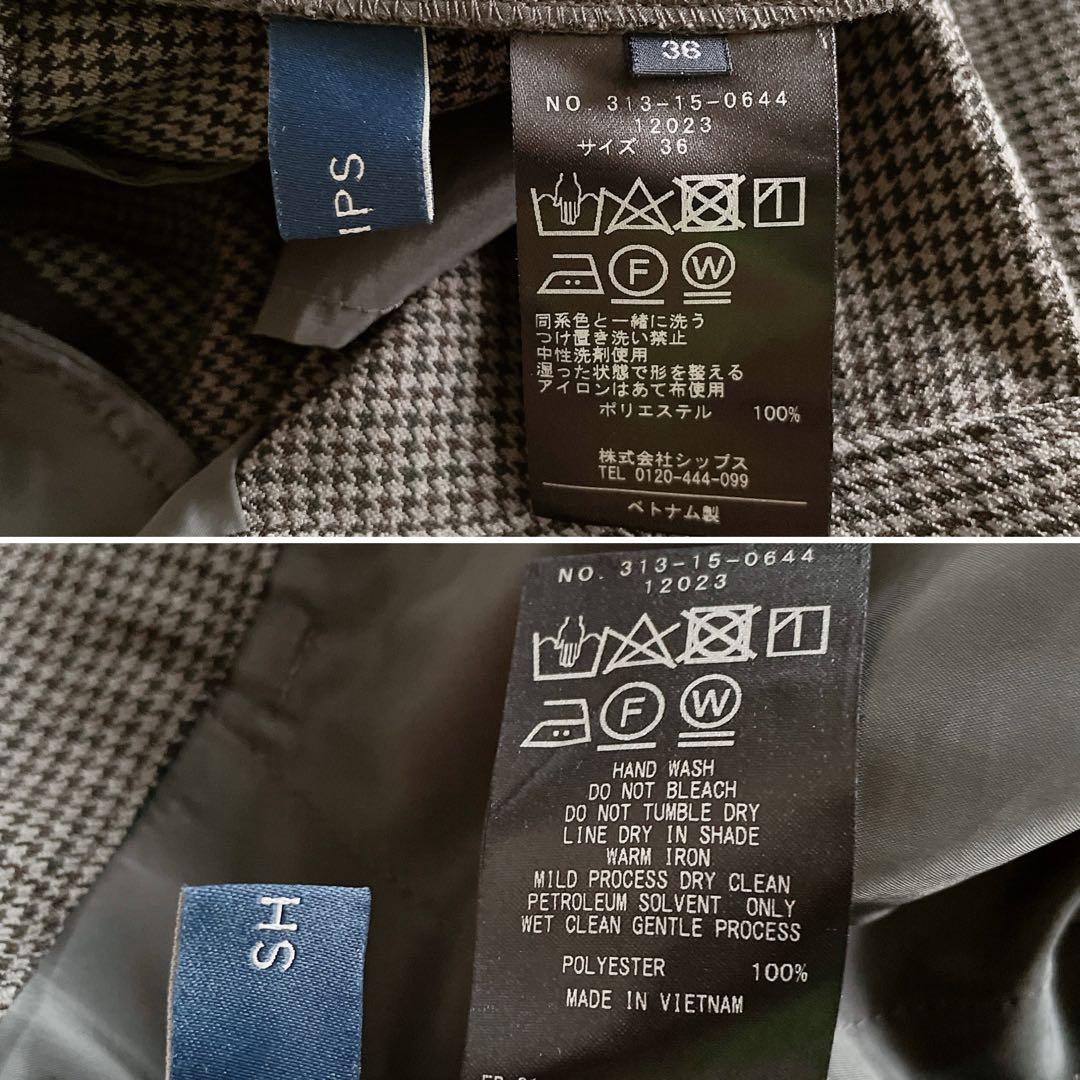 36
IPS
NO. 313-15-0644
12023
サイズ 36
F W
同系色と一緒に洗う
つけ置き洗い禁止
中性洗剤使用
湿った状態で形を整える
アイロンはあて布使用
ポリエステル 100%
株式会社シップス
TEL 0120-444-099
ベトナム製
NO. 313-15-0644
12023
F W
HAND WASH
DO NOT BLEACH
DO NOT TUMBLE DRY
LINE DRY IN SHADE
WARM IRON
MILD PROCESS DRY CLEAN
PETROLEUM SOLVENT ONLY
WET CLEAN GENTLE PROCESS
POLYESTER 100%
MADE IN VIETNAM
SH